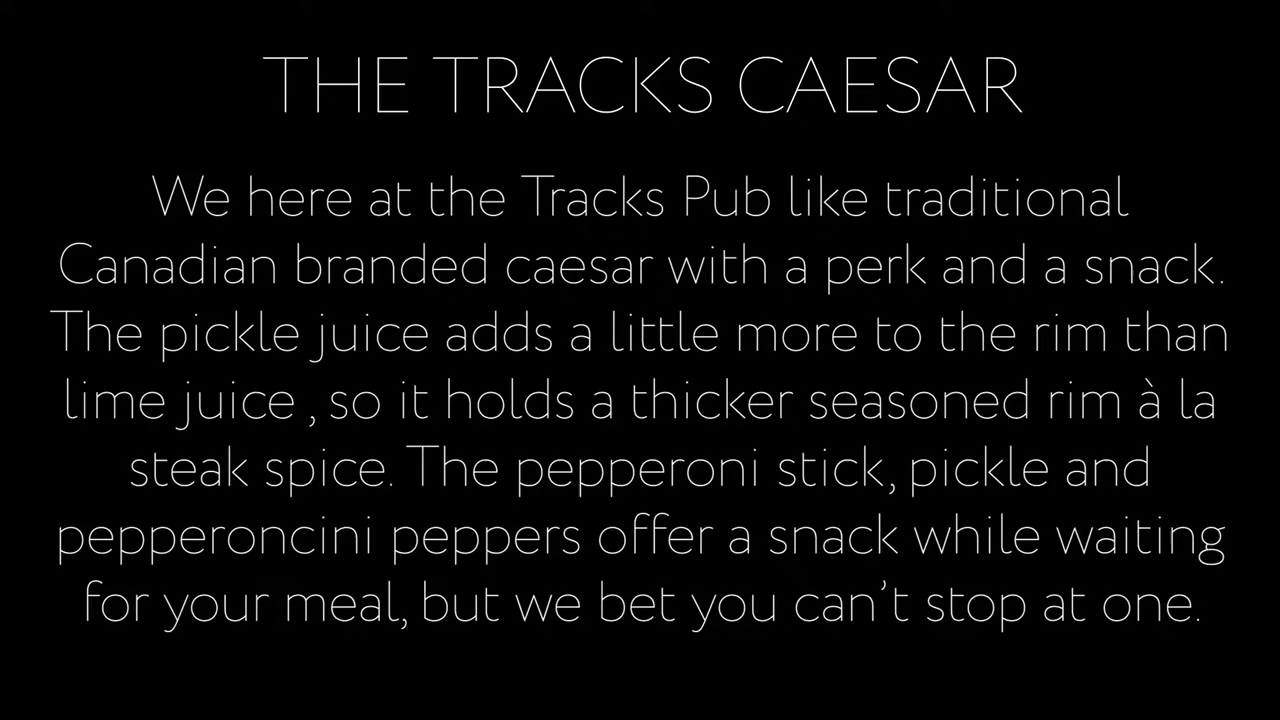 THE TRACKS CAESAR
We here at the Tracks Pub like traditional
Canadian branded caesar with a perk and a snack.
The pickle juice adds a little more to the rim than
lime juice , so it holds a thicker seasoned rim à la
steak spice. The pepperoni stick, pickle and
pepperoncini peppers offer a snack while waiting
for your meal, but we bet you can’t stop at one.